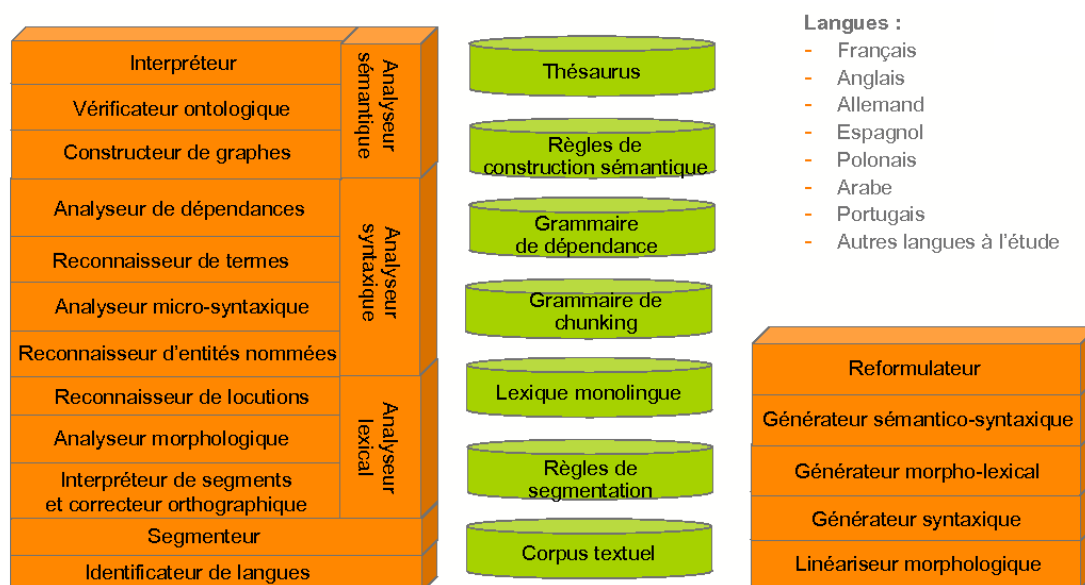 Interpréteur
Vérificateur ontologique
Constructeur de graphes
Analyseur
sémantique
Analyseur de dépendances
Reconnaisseur de termes
Analyseur micro-syntaxique
Reconnaisseur d'entités nommées
Analyseur
syntaxique
Reconnaisseur de locutions
Analyseur morphologique
Interpréteur de segments
et correcteur orthographique
Analyseur
lexical
Segmenteur
Identificateur de langues
Thésaurus
Règles de
construction sémantique
Grammaire
de dépendance
Grammaire de
chunking
Lexique monolingue
Règles de
segmentation
Corpus textuel
Langues :
- Français
- Anglais
- Allemand
- Espagnol
- Polonais
- Arabe
- Portugais
- Autres langues à l'étude
Reformulateur
Générateur sémantico-syntaxique
Générateur morpho-lexical
Générateur syntaxique
Linéariseur morphologique